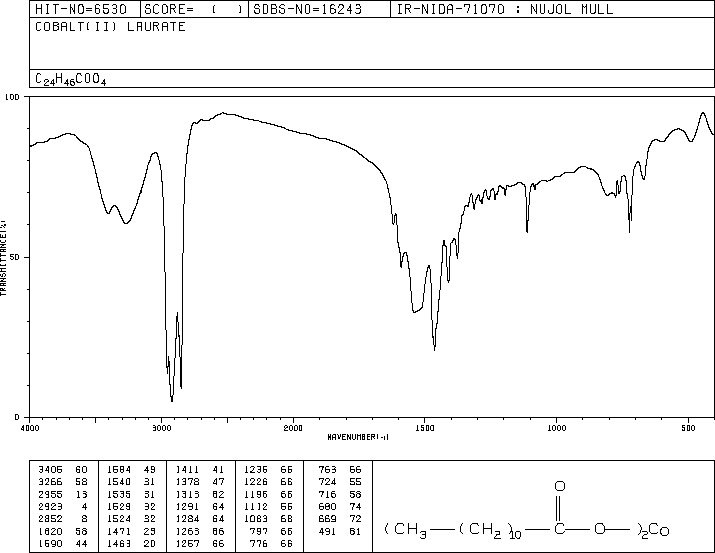 HIT-NO=6530 SCORE= ( ) SDBS-NO=16243 IR-NIDA-71070 : NUJOL MULL
COBALT(II) LAURATE
C24H46COO4
100
50
0
TRANSMITTANCE(%)
4000 3000 2000 1500 1000 500
WAVENUMBER(-1)
3406 60 1584 49 1411 41 1236 66 763 66
3266 58 1540 31 1378 47 1226 66 724 55
2955 13 1535 31 1313 62 1196 66 716 58
2923 4 1529 32 1291 64 1112 55 680 74
2852 8 1524 32 1284 64 1083 68 669 72
1620 58 1471 29 1263 66 797 66 491 81
1590 44 1463 20 1257 66 776 66
O
(CH3 (CH2)10 C O )2Co